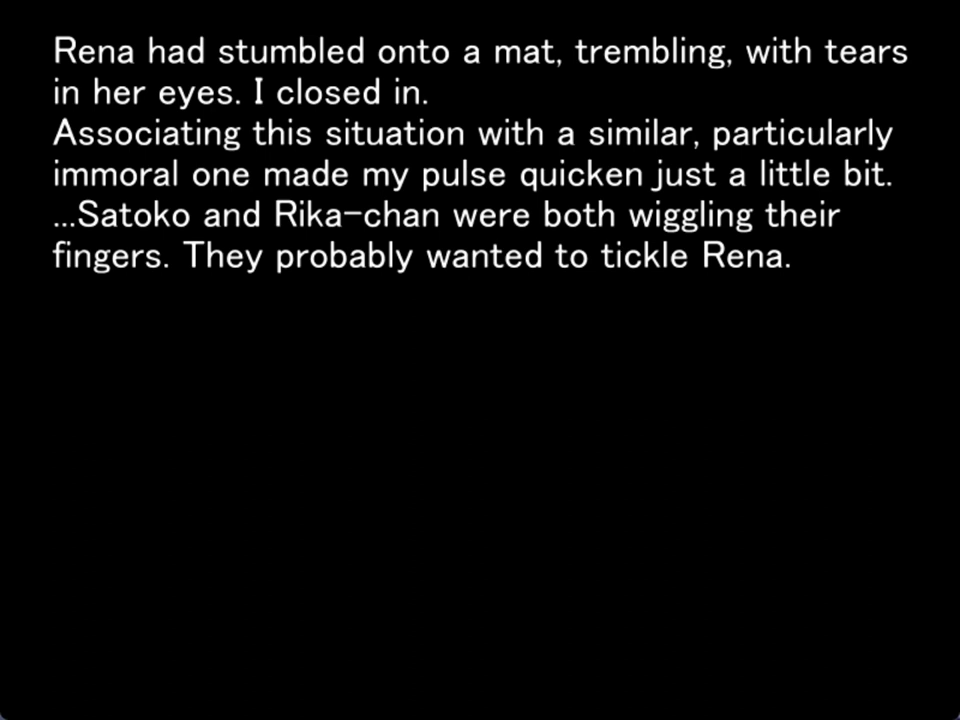 Rena had stumbled onto a mat, trembling, with tears
in her eyes. I closed in.
Associating this situation with a similar, particularly
immoral one made my pulse quicken just a little bit.
...Satoko and Rika-chan were both wiggling their
fingers. They probably wanted to tickle Rena.